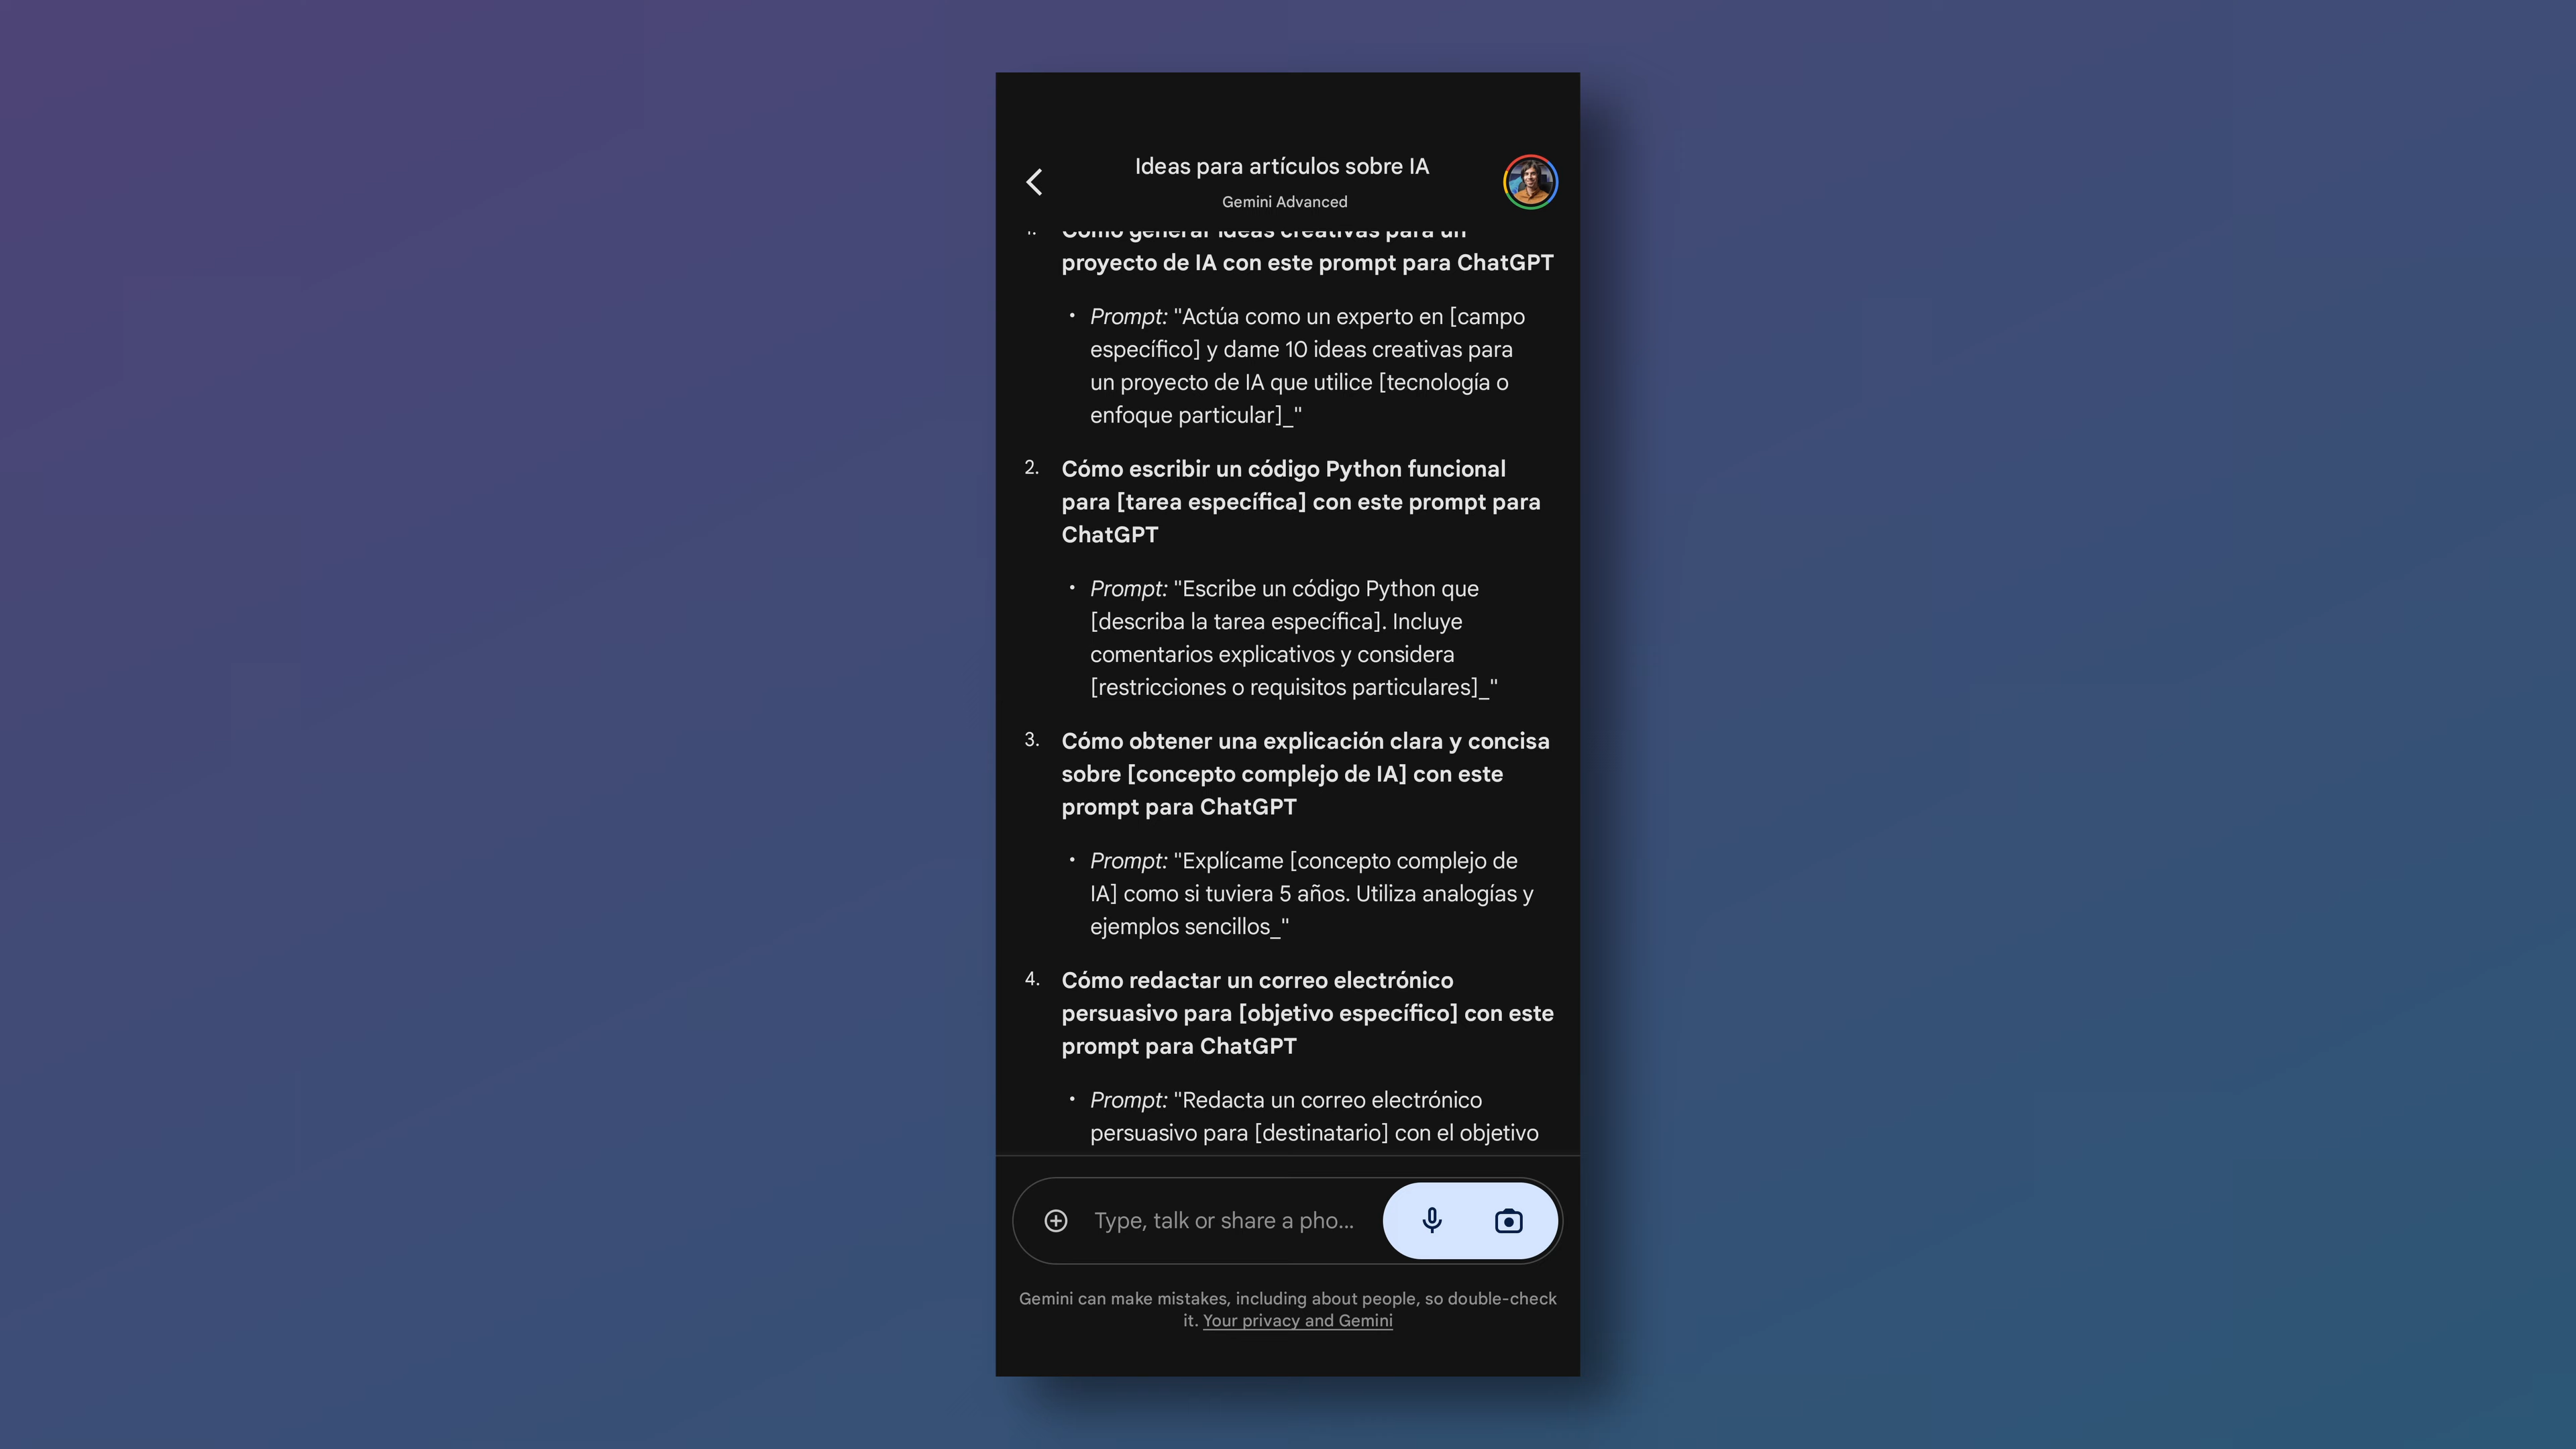 Ideas para artículos sobre IA
Gemini Advanced
1. Cómo generar ideas creativas para un
proyecto de IA con este prompt para ChatGPT
• Prompt: "Actúa como un experto en [campo
específico] y dame 10 ideas creativas para
un proyecto de IA que utilice [tecnología o
enfoque particular]_"
2. Cómo escribir un código Python funcional
para [tarea específica] con este prompt para
ChatGPT
• Prompt: "Escribe un código Python que
[describa la tarea específica]. Incluye
comentarios explicativos y considera
[restricciones o requisitos particulares]_"
3. Cómo obtener una explicación clara y concisa
sobre [concepto complejo de IA] con este
prompt para ChatGPT
• Prompt: "Explícame [concepto complejo de
IA] como si tuviera 5 años. Utiliza analogías y
ejemplos sencillos_"
4. Cómo redactar un correo electrónico
persuasivo para [objetivo específico] con este
prompt para ChatGPT
• Prompt: "Redacta un correo electrónico
persuasivo para [destinatario] con el objetivo
Type, talk or share a pho...
Gemini can make mistakes, including about people, so double-check
it. Your privacy and Gemini